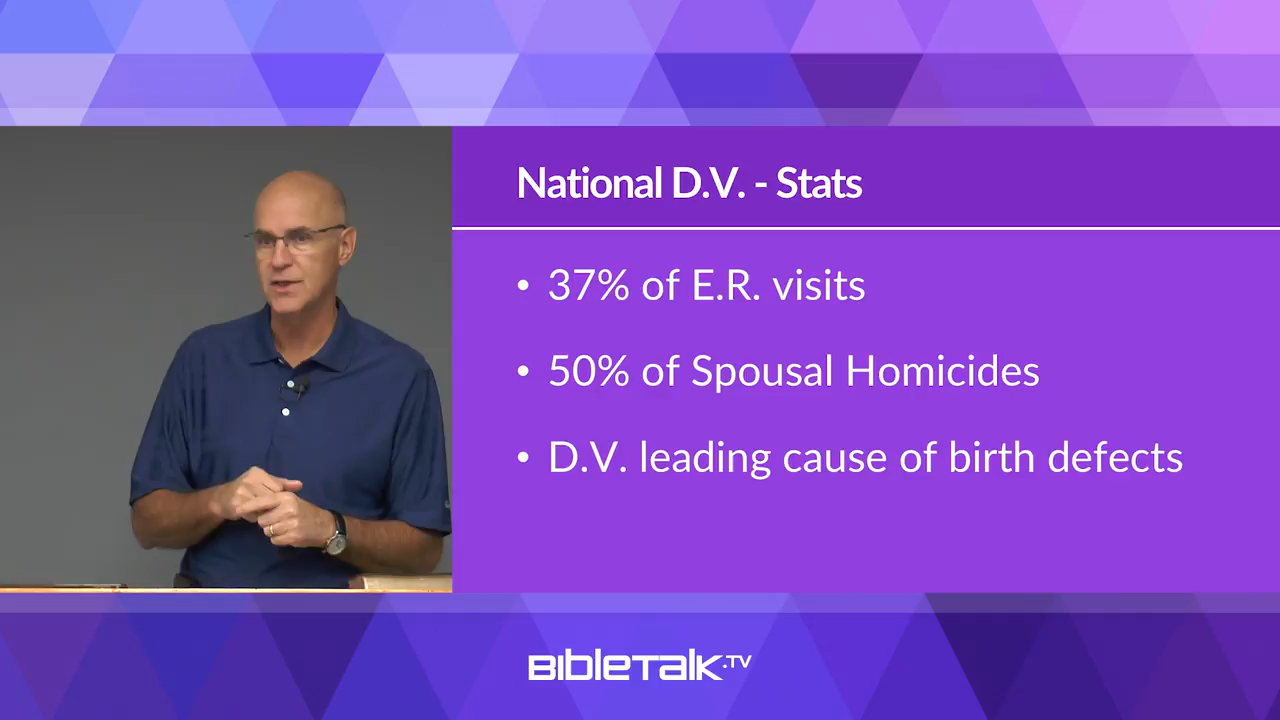 National D.V. - Stats
• 37% of E.R. visits
• 50% of Spousal Homicides
• D.V. leading cause of birth defects
BibleTalk.TV